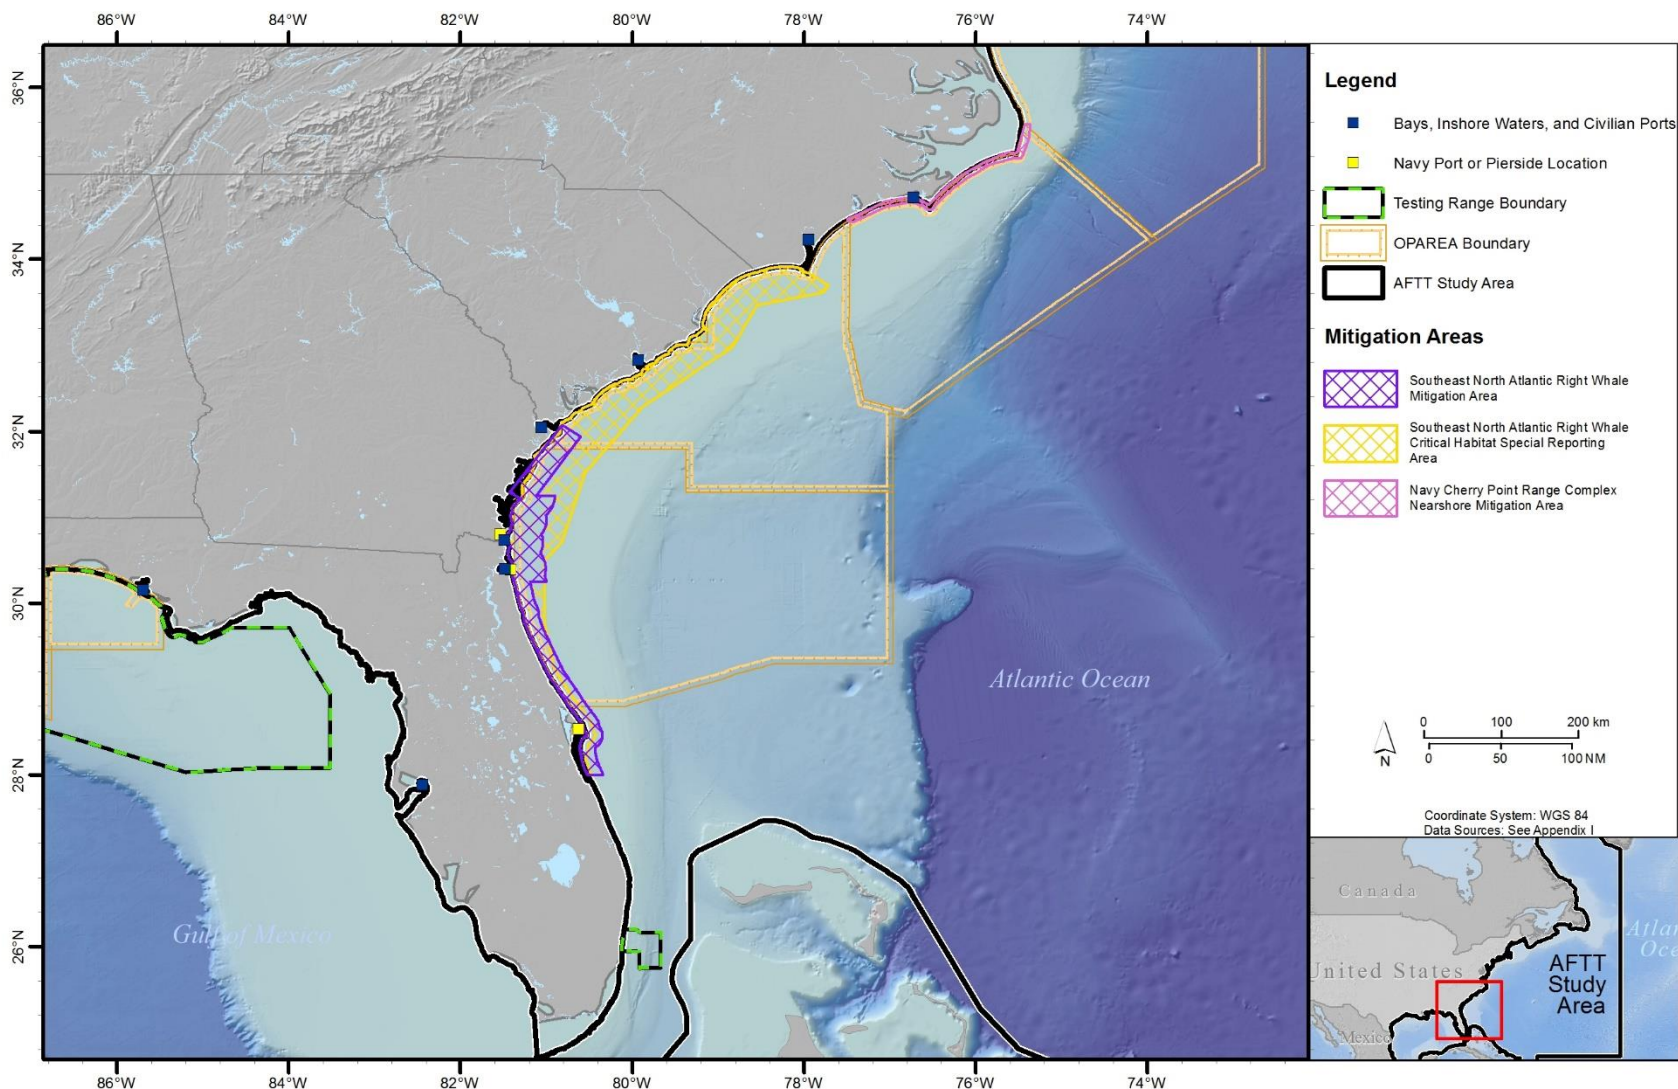 86°W 84°W 82°W 80°W 78°W 76°W 74°W
36°N
34°N
32°N
30°N
28°N
26°N
Atlantic Ocean
Gulf of Mexico
86°W 84°W 82°W 80°W 78°W 76°W 74°W
Legend
Bays, Inshore Waters, and Civilian Ports
Navy Port or Pierside Location
Testing Range Boundary
OPAREA Boundary
AFTT Study Area
Mitigation Areas
Southeast North Atlantic Right Whale
Mitigation Area
Southeast North Atlantic Right Whale
Critical Habitat Special Reporting
Area
Navy Cherry Point Range Complex
Nearshore Mitigation Area
N
0 100 200 km
0 50 100 NM
Coordinate System: WGS 84
Data Sources: See Appendix I
Canada
United States
Mexico
AFTT
Study
Area
Atlan
Oce